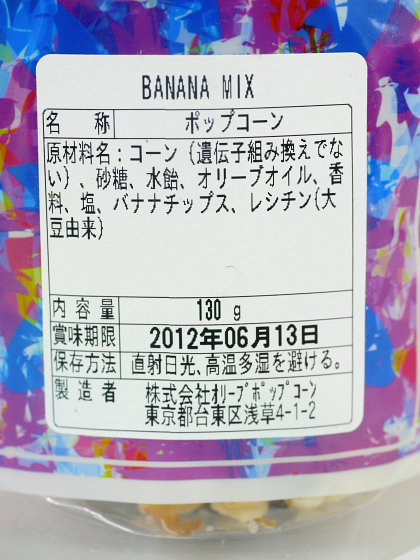 BANANA MIX
名 称 ポップコーン
原材料名：コーン（遺伝子組み換えでな
い）、砂糖、水飴、オリーブオイル、香
料、塩、バナナチップス、レシチン(大
豆由来)
内 容 量 130 g
賞味期限 2012年06月13日
保存方法 直射日光、高温多湿を避ける。
製 造 者 株式会社ｵﾘｰﾌﾞﾎﾟｯﾌﾟｺｰﾝ
東京都台東区浅草4-1-2